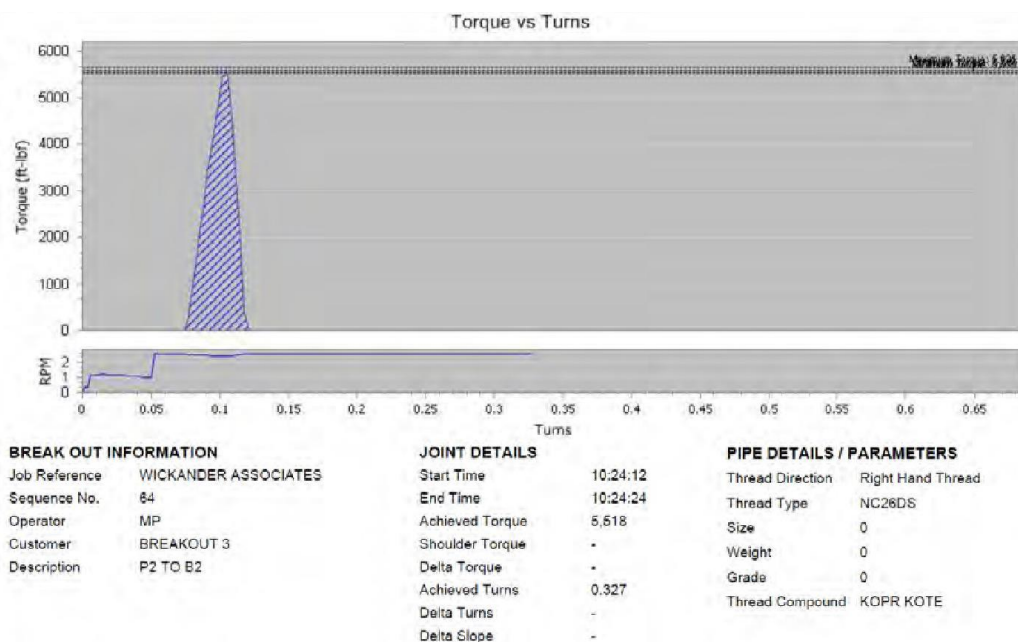 Torque vs Turns
6000
5000
4000
3000
2000
1000
0
Torque (ft-lbf)
Maximum Torque:
2
1
0
RPM
0 0.05 0.1 0.15 0.2 0.25 0.3 0.35 0.4 0.45 0.5 0.55 0.6 0.65
Turns
BREAK OUT INFORMATION
Job Reference WICKANDER ASSOCIATES
Sequence No. 64
Operator MP
Customer BREAKOUT 3
Description P2 TO B2
JOINT DETAILS
Start Time 10:24:12
End Time 10:24:24
Achieved Torque 5,518
Shoulder Torque -
Delta Torque -
Achieved Turns 0.327
Delta Turns -
Delta Slope -
PIPE DETAILS / PARAMETERS
Thread Direction Right Hand Thread
Thread Type NC26DS
Size 0
Weight 0
Grade 0
Thread Compound KOPR KOTE